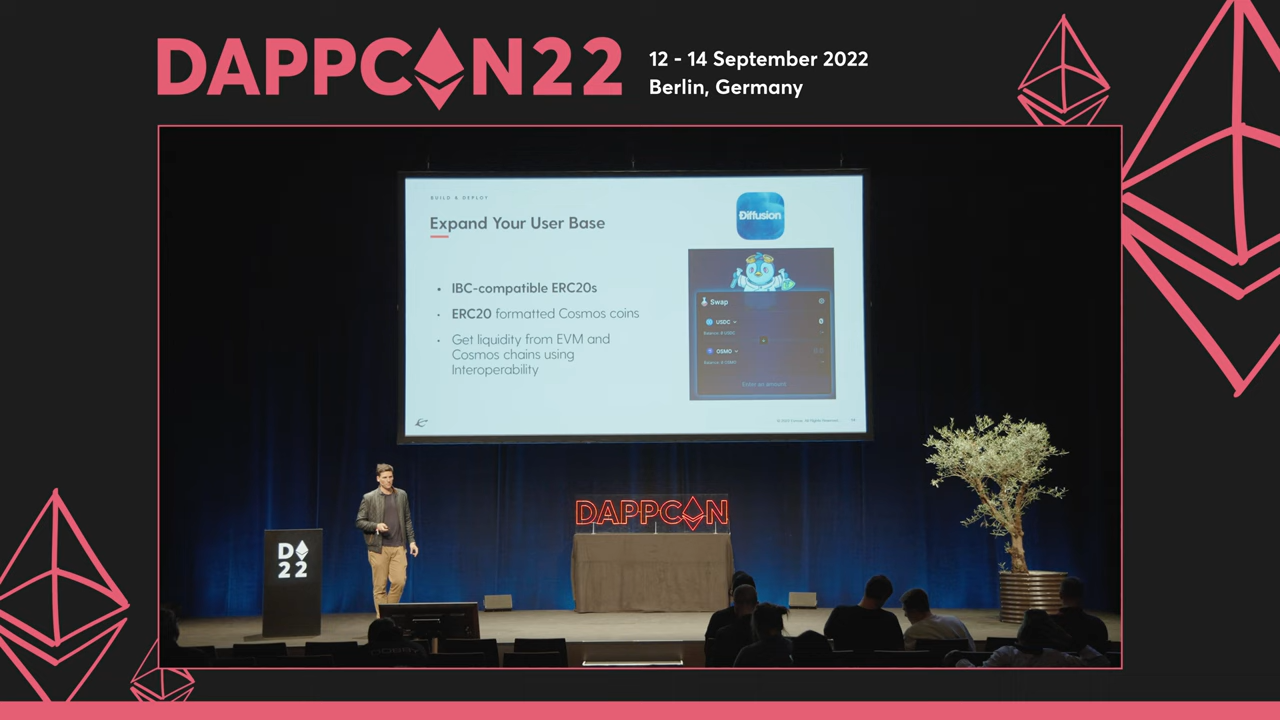 DAPPCON22
12 - 14 September 2022
Berlin, Germany
BUILD & DEPLOY
Expand Your User Base
Diffusion
• IBC-compatible ERC20s
• ERC20 formatted Cosmos coins
• Get liquidity from EVM and
Cosmos chains using
Interoperability
Swap
USDC
OSMO
DAPPCON
D
22